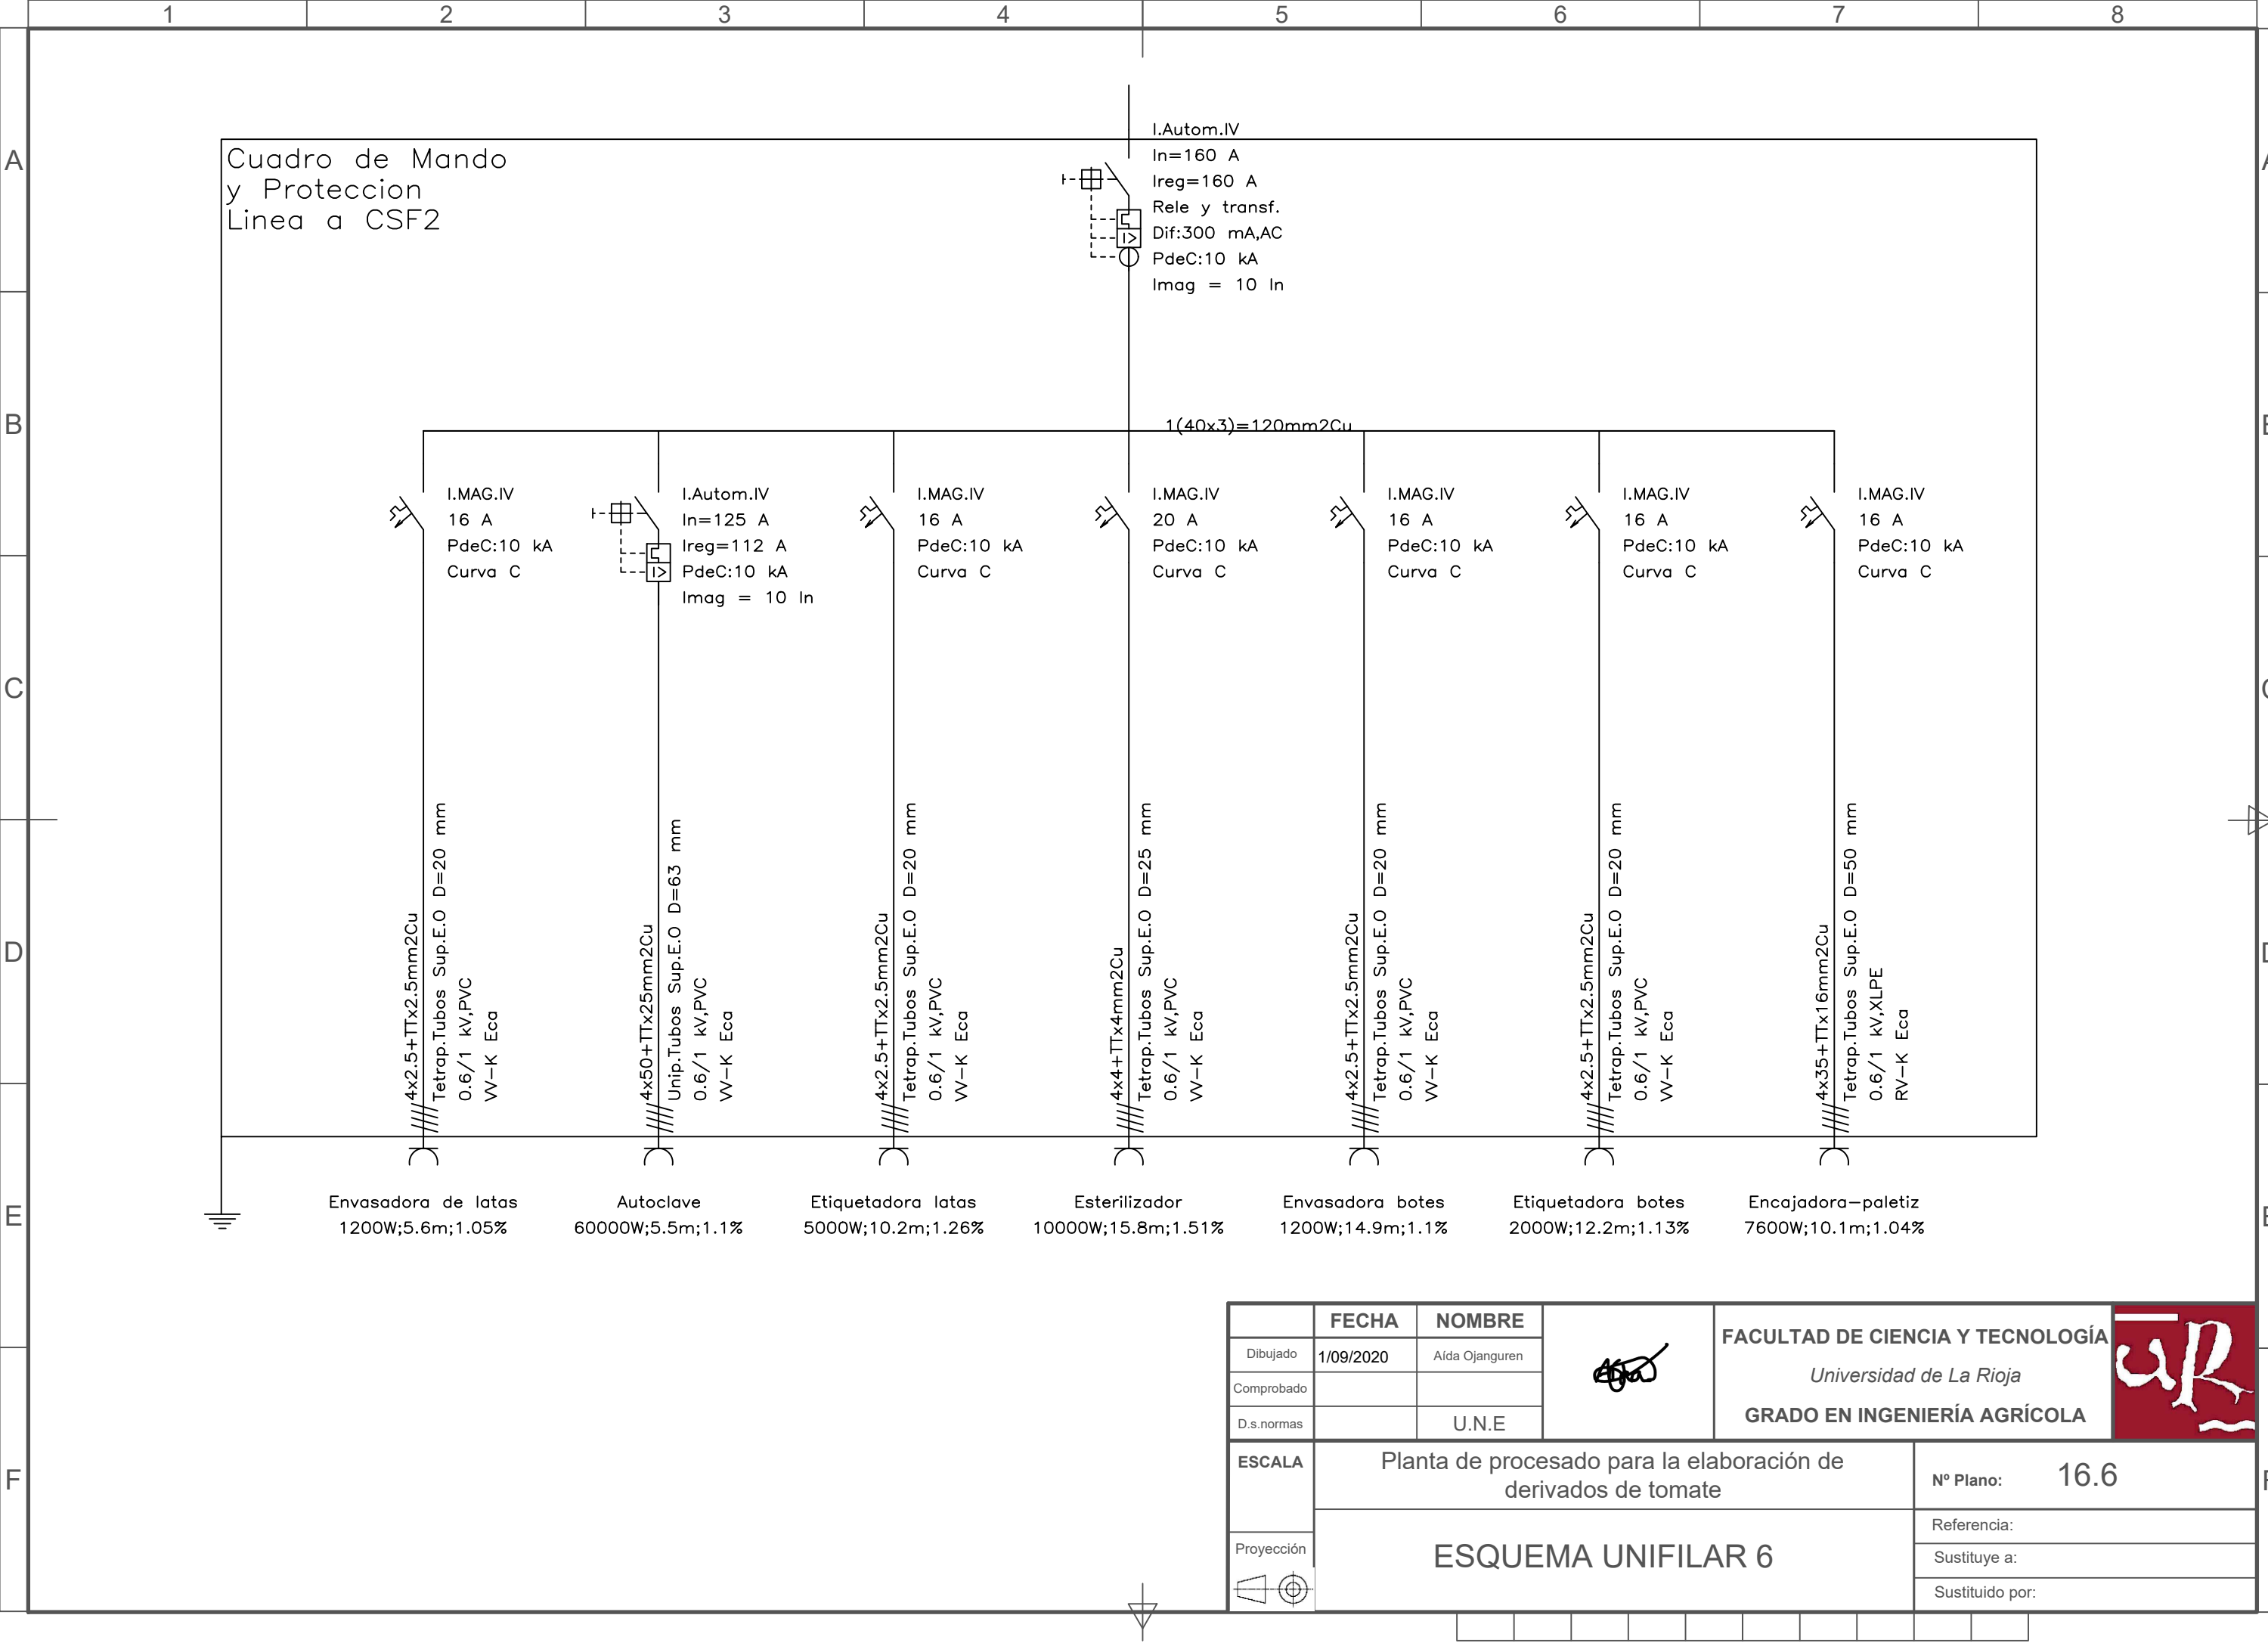 1 2 3 4 5 6 7 8
A
B
C
D
E
F
Cuadro de Mando
y Proteccion
Linea a CSF2
I.Autom.IV
In=160 A
Ireg=160 A
Rele y transf.
Dif:300 mA,AC
PdeC:10 kA
Imag = 10 In
1(40x3)=120mm2Cu
I.MAG.IV
16 A
PdeC:10 kA
Curva C
I.Autom.IV
In=125 A
Ireg=112 A
PdeC:10 kA
Imag = 10 In
I.MAG.IV
16 A
PdeC:10 kA
Curva C
I.MAG.IV
20 A
PdeC:10 kA
Curva C
I.MAG.IV
16 A
PdeC:10 kA
Curva C
I.MAG.IV
16 A
PdeC:10 kA
Curva C
I.MAG.IV
16 A
PdeC:10 kA
Curva C
4x2.5+TTx2.5mm2Cu
Tetrap.Tubos Sup.E.O D=20 mm
0.6/1 kV,PVC
VV-K Eca
4x50+TTx25mm2Cu
Unip.Tubos Sup.E.O D=63 mm
0.6/1 kV,PVC
VV-K Eca
4x2.5+TTx2.5mm2Cu
Tetrap.Tubos Sup.E.O D=20 mm
0.6/1 kV,PVC
VV-K Eca
4x4+TTx4mm2Cu
Tetrap.Tubos Sup.E.O D=25 mm
0.6/1 kV,PVC
VV-K Eca
4x2.5+TTx2.5mm2Cu
Tetrap.Tubos Sup.E.O D=20 mm
0.6/1 kV,PVC
VV-K Eca
4x2.5+TTx2.5mm2Cu
Tetrap.Tubos Sup.E.O D=20 mm
0.6/1 kV,PVC
VV-K Eca
4x35+TTx16mm2Cu
Tetrap.Tubos Sup.E.O D=50 mm
0.6/1 kV,XLPE
RV-K Eca
Envasadora de latas
1200W;5.6m;1.05%
Autoclave
60000W;5.5m;1.1%
Etiquetadora latas
5000W;10.2m;1.26%
Esterilizador
10000W;15.8m;1.51%
Envasadora botes
1200W;14.9m;1.1%
Etiquetadora botes
2000W;12.2m;1.13%
Encajadora-paletiz
7600W;10.1m;1.04%
FECHA NOMBRE
Dibujado 1/09/2020 Aída Ojanguren
Comprobado
D.s.normas U.N.E
FACULTAD DE CIENCIA Y TECNOLOGÍA
Universidad de La Rioja
GRADO EN INGENIERÍA AGRÍCOLA
uR
ESCALA
Planta de procesado para la elaboración de
derivados de tomate
Nº Plano: 16.6
Proyección
ESQUEMA UNIFILAR 6
Referencia:
Sustituye a:
Sustituido por: